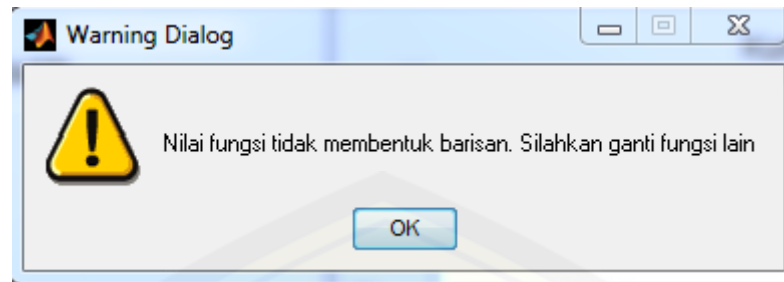 Warning Dialog
Nilai fungsi tidak membentuk barisan. Silahkan ganti fungsi lain
OK